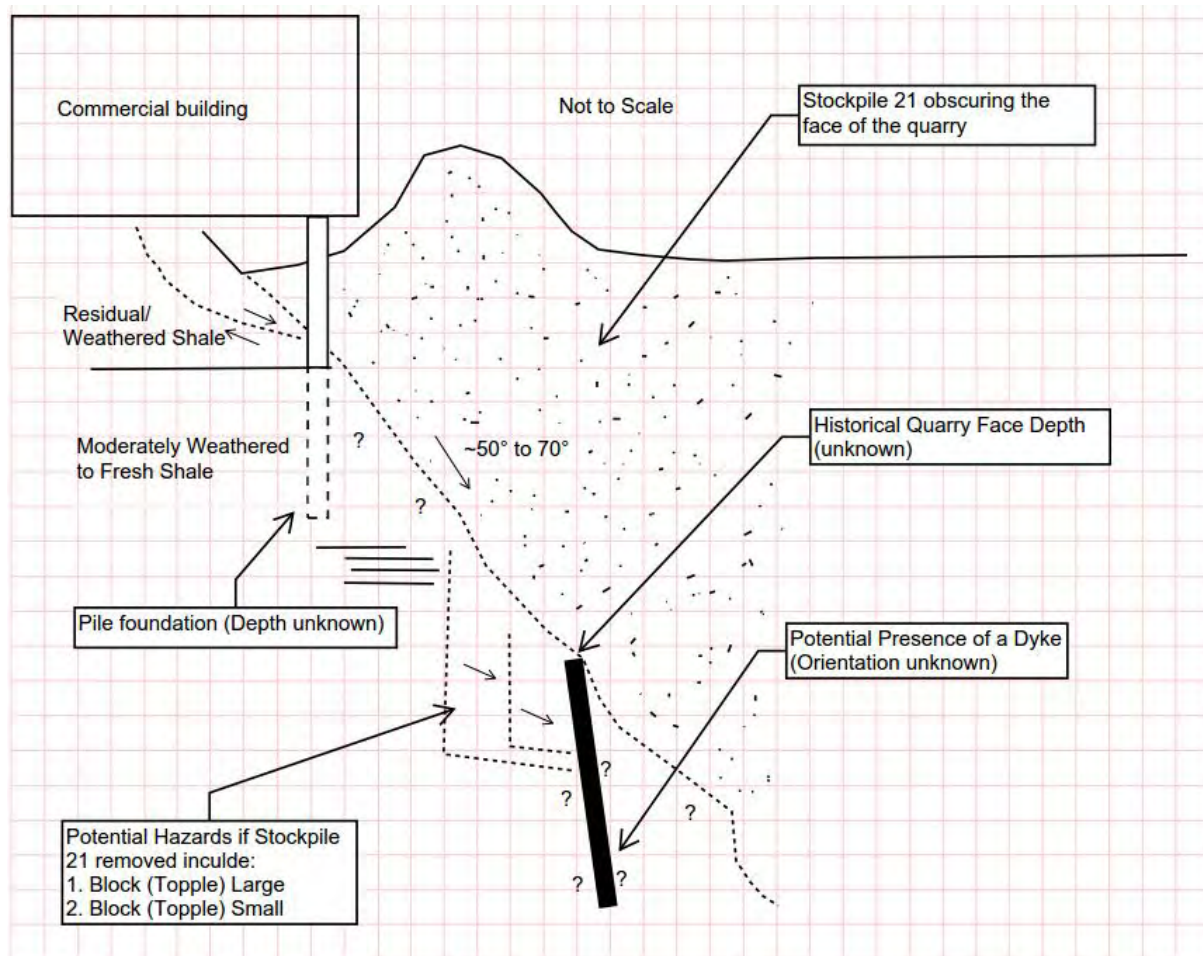 Commercial building
Not to Scale
Stockpile 21 obscuring the
face of the quarry
Residual/
Weathered Shale
Moderately Weathered
to Fresh Shale
?
~50° to 70°
?
Historical Quarry Face Depth
(unknown)
Pile foundation (Depth unknown)
Potential Presence of a Dyke
(Orientation unknown)
?
?
?
?
?
Potential Hazards if Stockpile
21 removed inculde:
1. Block (Topple) Large
2. Block (Topple) Small